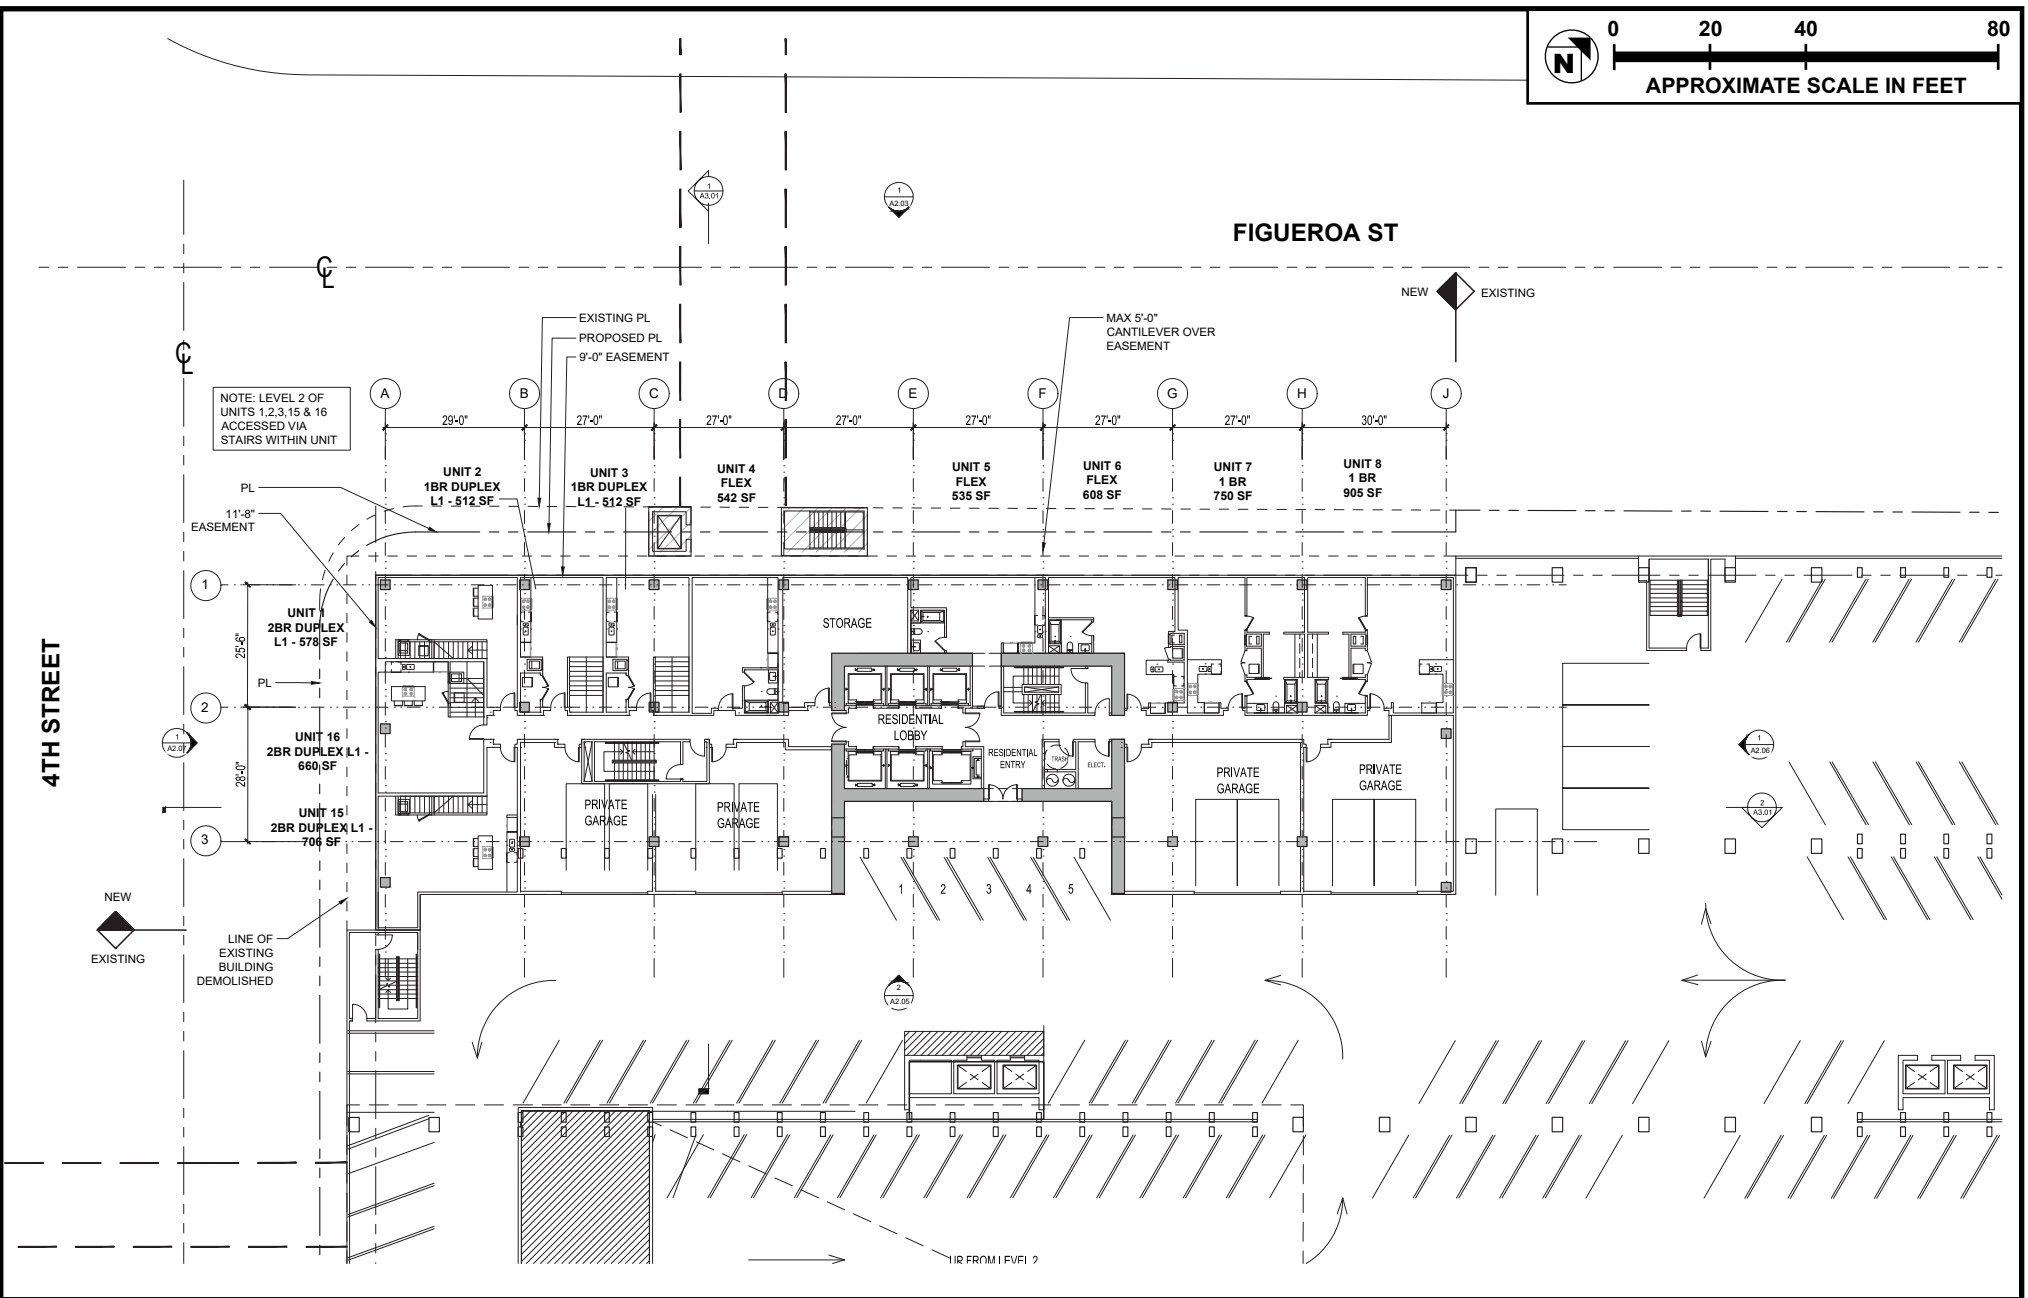 0 20 40 80
N
APPROXIMATE SCALE IN FEET
1
A3.01
1
A2.03
FIGUEROA ST
CL
NEW
EXISTING
EXISTING PL
PROPOSED PL
9'-0" EASEMENT
MAX 5'-0"
CANTILEVER OVER
EASEMENT
CL
NOTE: LEVEL 2 OF
UNITS 1,2,3,15 & 16
ACCESSED VIA
STAIRS WITHIN UNIT
A B C D E F G H J
29'-0" 27'-0" 27'-0" 27'-0" 27'-0" 27'-0" 27'-0" 30'-0"
UNIT 2
1BR DUPLEX
L1 - 512 SF
UNIT 3
1BR DUPLEX
L1 - 512 SF
UNIT 4
FLEX
542 SF
UNIT 5
FLEX
535 SF
UNIT 6
FLEX
608 SF
UNIT 7
1 BR
750 SF
UNIT 8
1 BR
905 SF
PL
11'-8"
EASEMENT
1
25'-6"
UNIT 1
2BR DUPLEX
L1 - 578 SF
STORAGE
4TH STREET
PL
2
RESIDENTIAL
LOBBY
1
A2.07
UNIT 16
2BR DUPLEX L1 -
660 SF
28'-0"
RESIDENTIAL
ENTRY
TRASH
ELECT.
1
A2.06
PRIVATE
GARAGE
PRIVATE
GARAGE
PRIVATE
GARAGE
PRIVATE
GARAGE
2
A3.01
UNIT 15
2BR DUPLEX L1 -
706 SF
3
1 2 3 4 5
NEW
EXISTING
LINE OF
EXISTING
BUILDING
DEMOLISHED
2
A2.05
UP FROM LEVEL 2